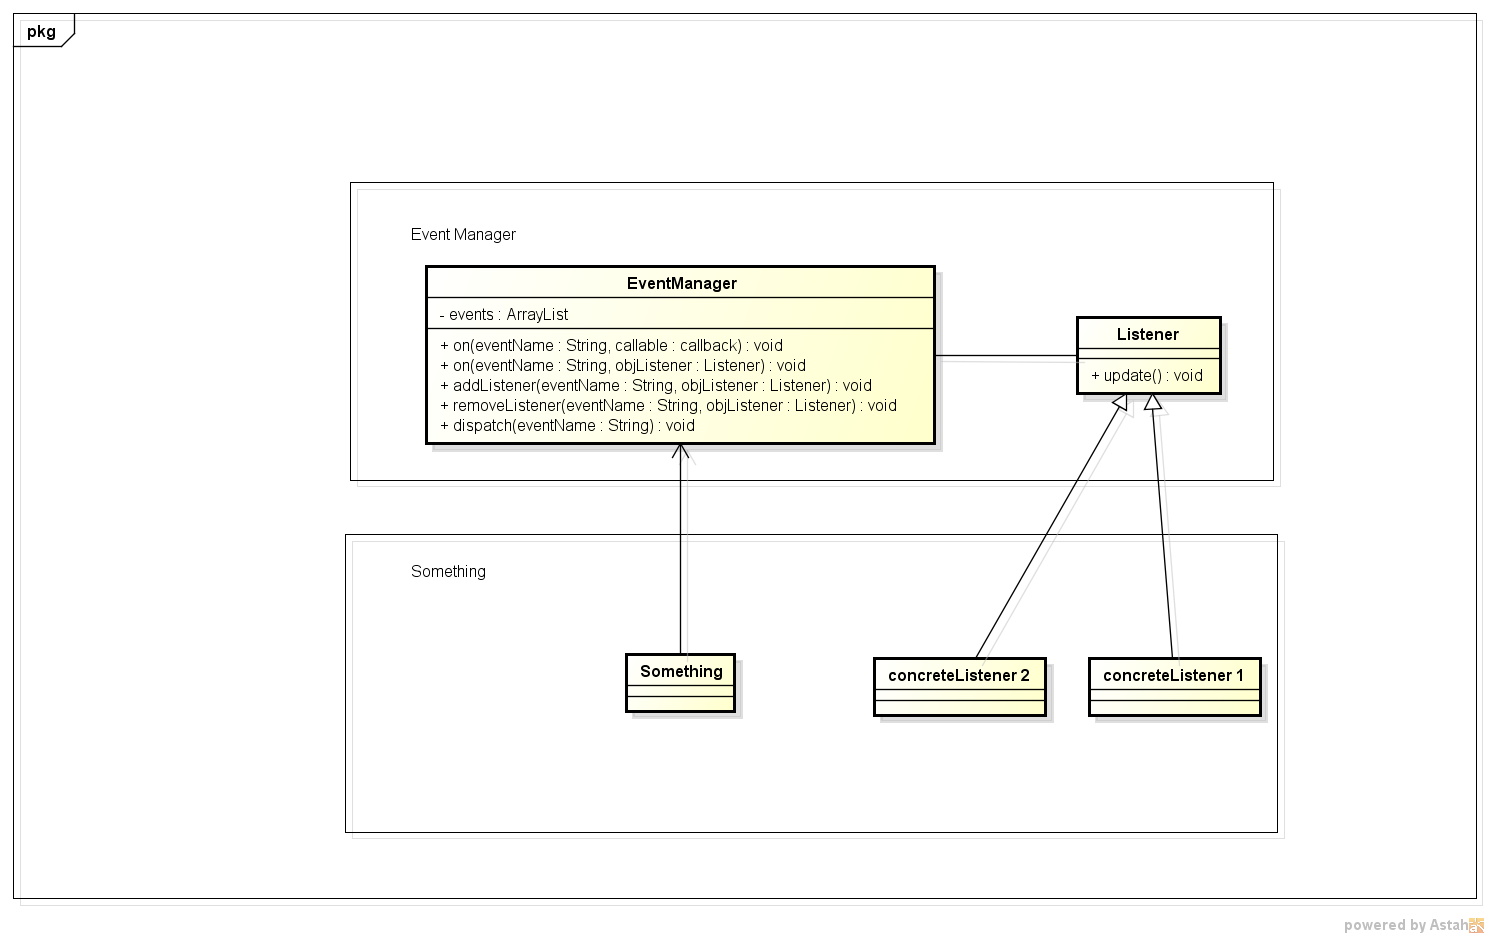 pkg
Event Manager
EventManager
- events : ArrayList
+ on(eventName : String, callable : callback) : void
+ on(eventName : String, objListener : Listener) : void
+ addListener(eventName : String, objListener : Listener) : void
+ removeListener(eventName : String, objListener : Listener) : void
+ dispatch(eventName : String) : void
Listener
+ update() : void
Something
Something
concreteListener 2
concreteListener 1
powered by Astah